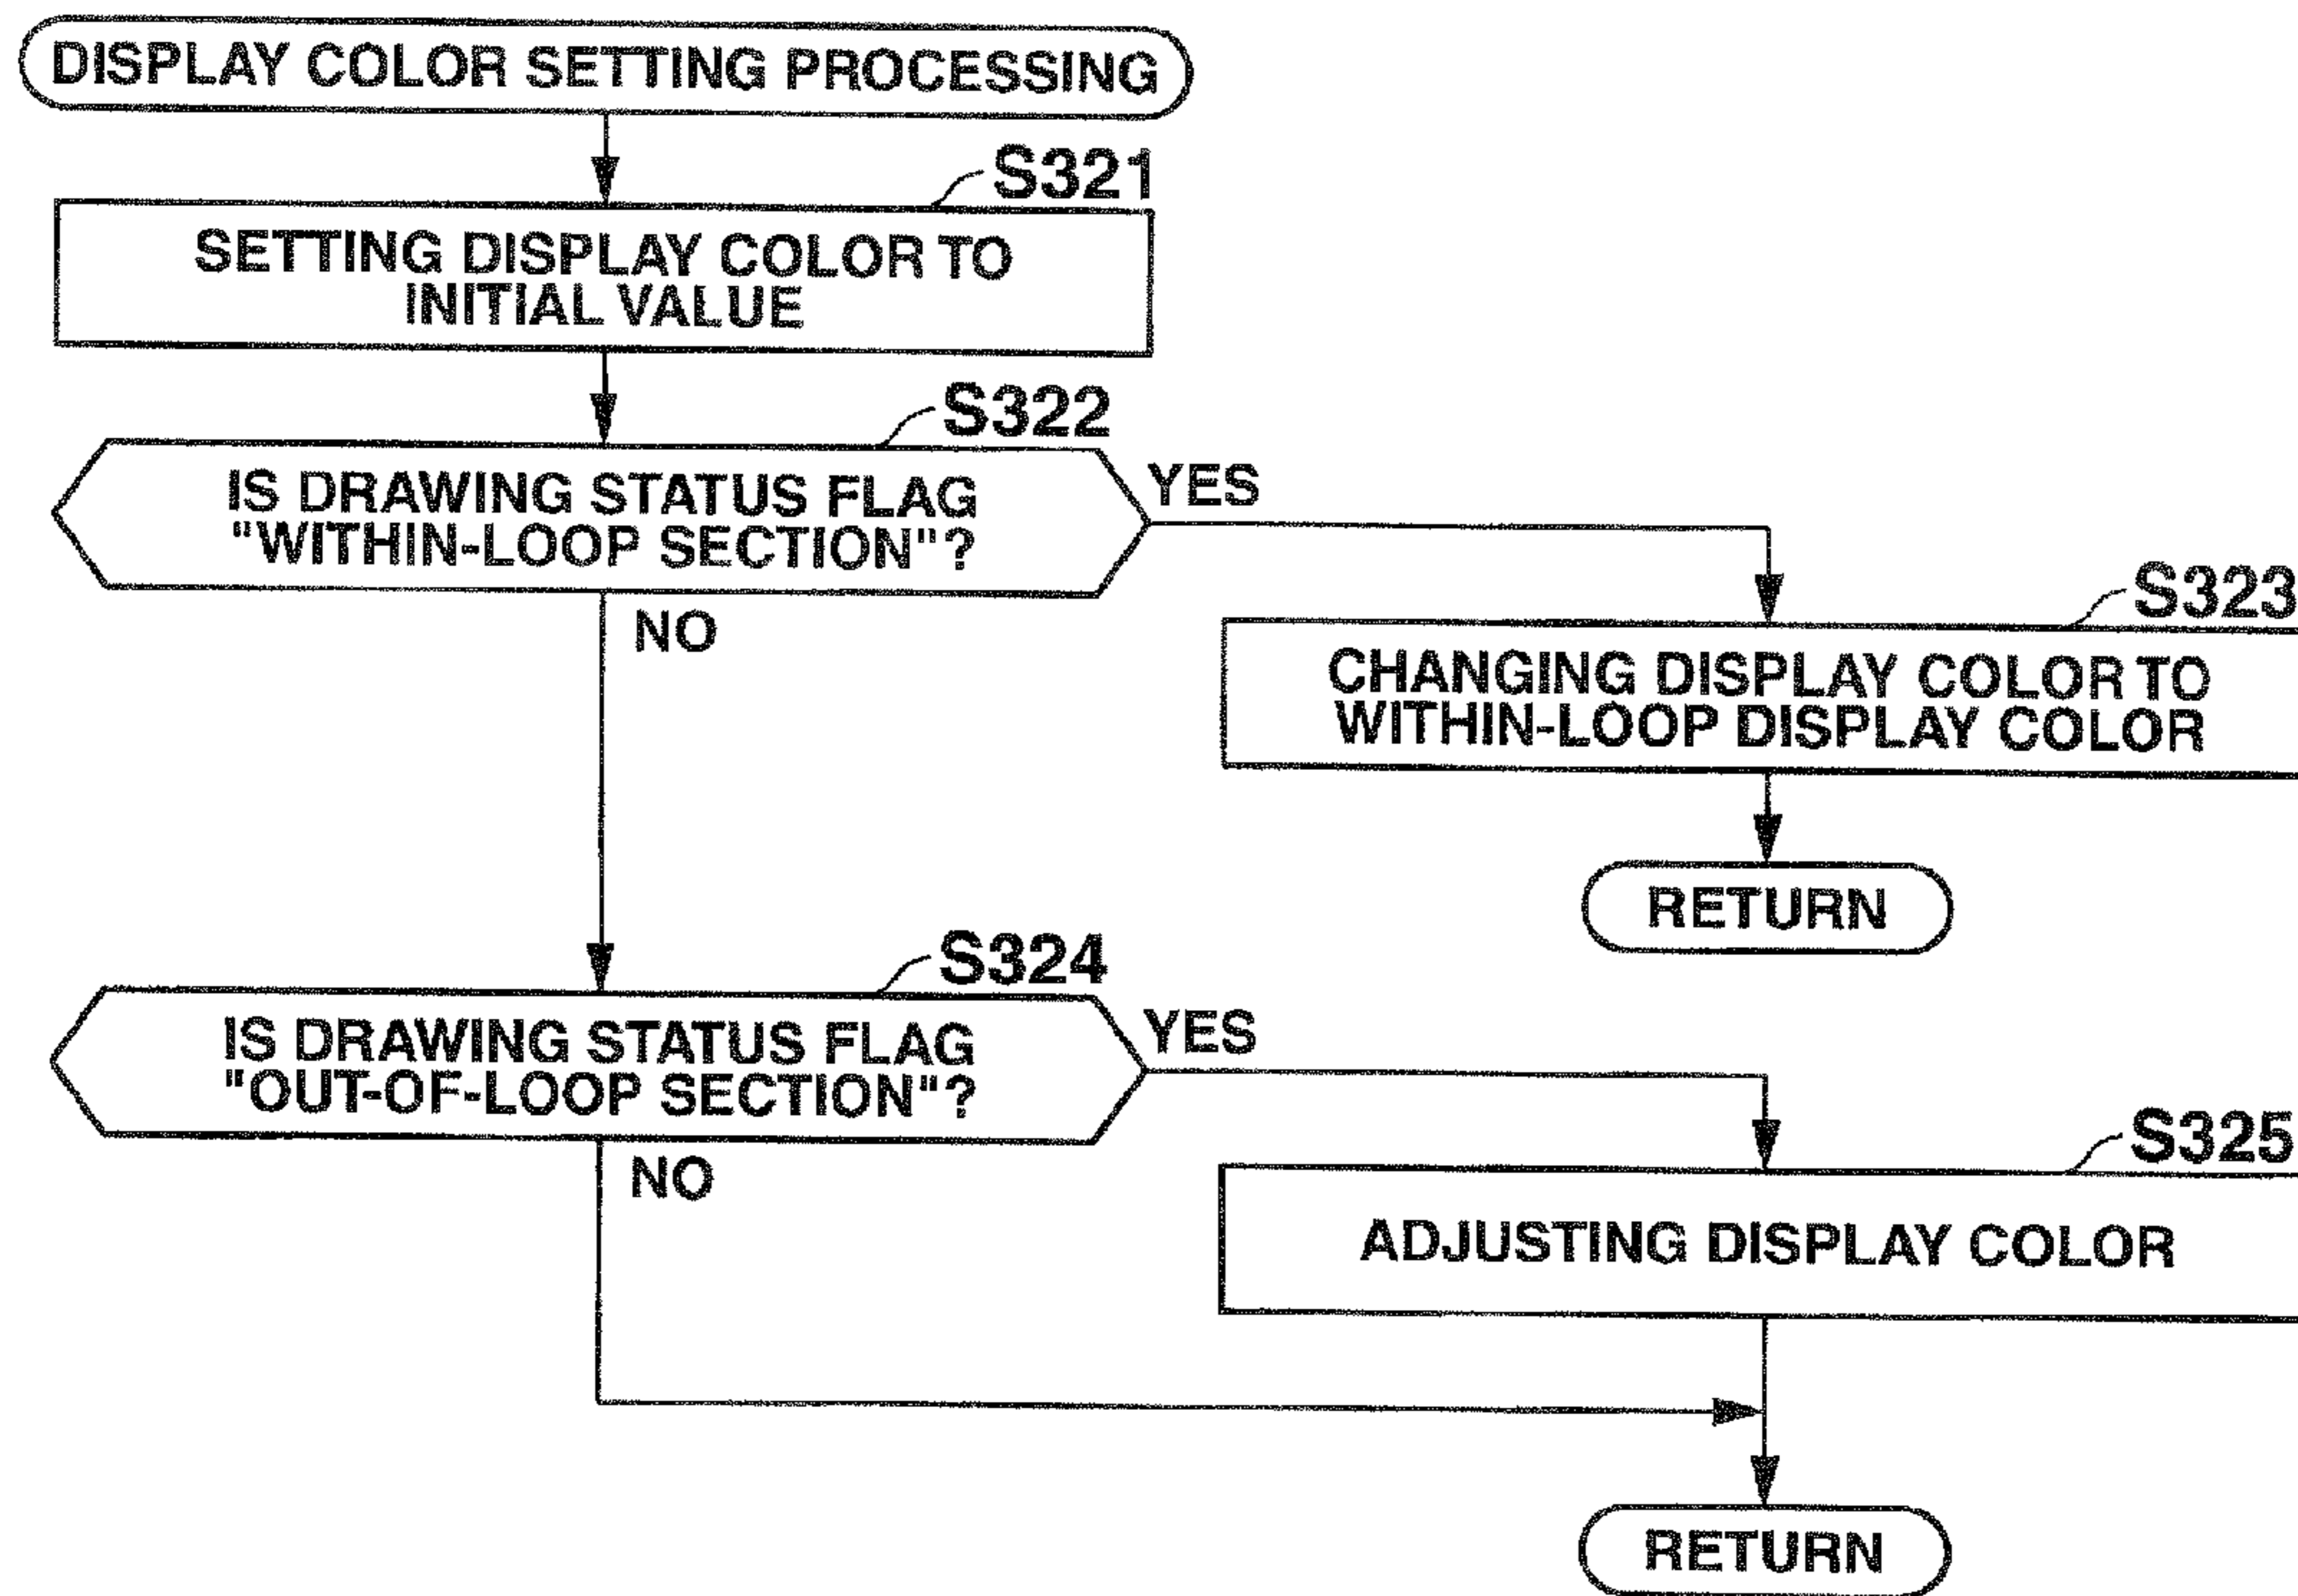 DISPLAY COLOR SETTING PROCESSING
S321
SETTING DISPLAY COLOR TO
INITIAL VALUE
S322
IS DRAWING STATUS FLAG
"WITHIN-LOOP SECTION"?
YES
NO
S323
CHANGING DISPLAY COLOR TO
WITHIN-LOOP DISPLAY COLOR
RETURN
S324
IS DRAWING STATUS FLAG
"OUT-OF-LOOP SECTION"?
YES
NO
S325
ADJUSTING DISPLAY COLOR
RETURN